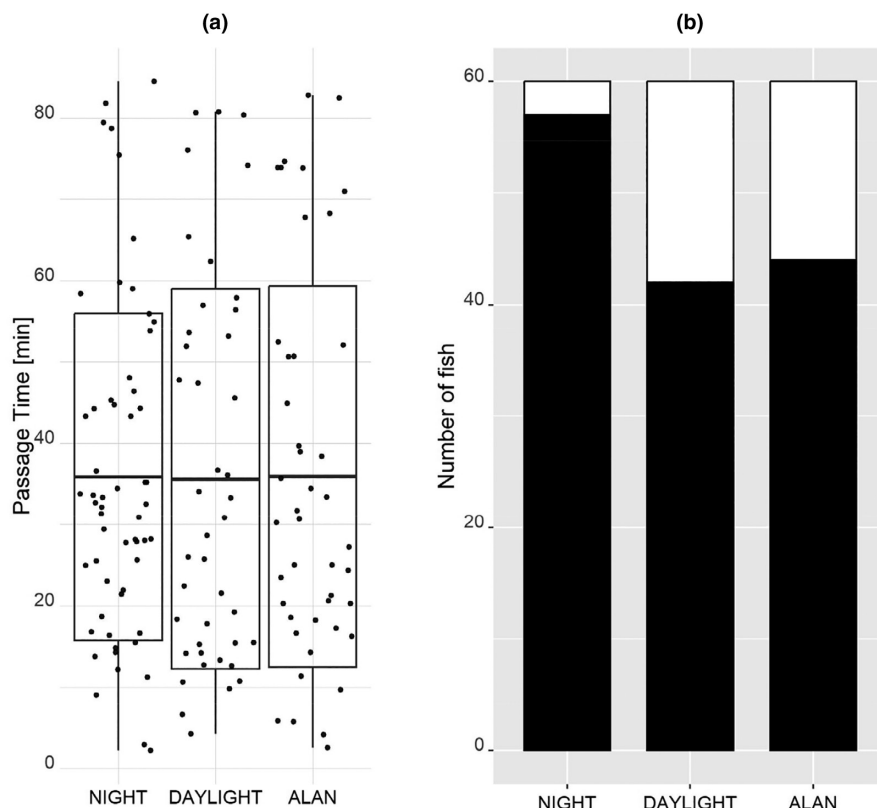 (a)
(b)
Passage Time [min]
80
60
40
20
0
NIGHT DAYLIGHT ALAN
Number of fish
60
40
20
0
NIGHT DAYLIGHT ALAN